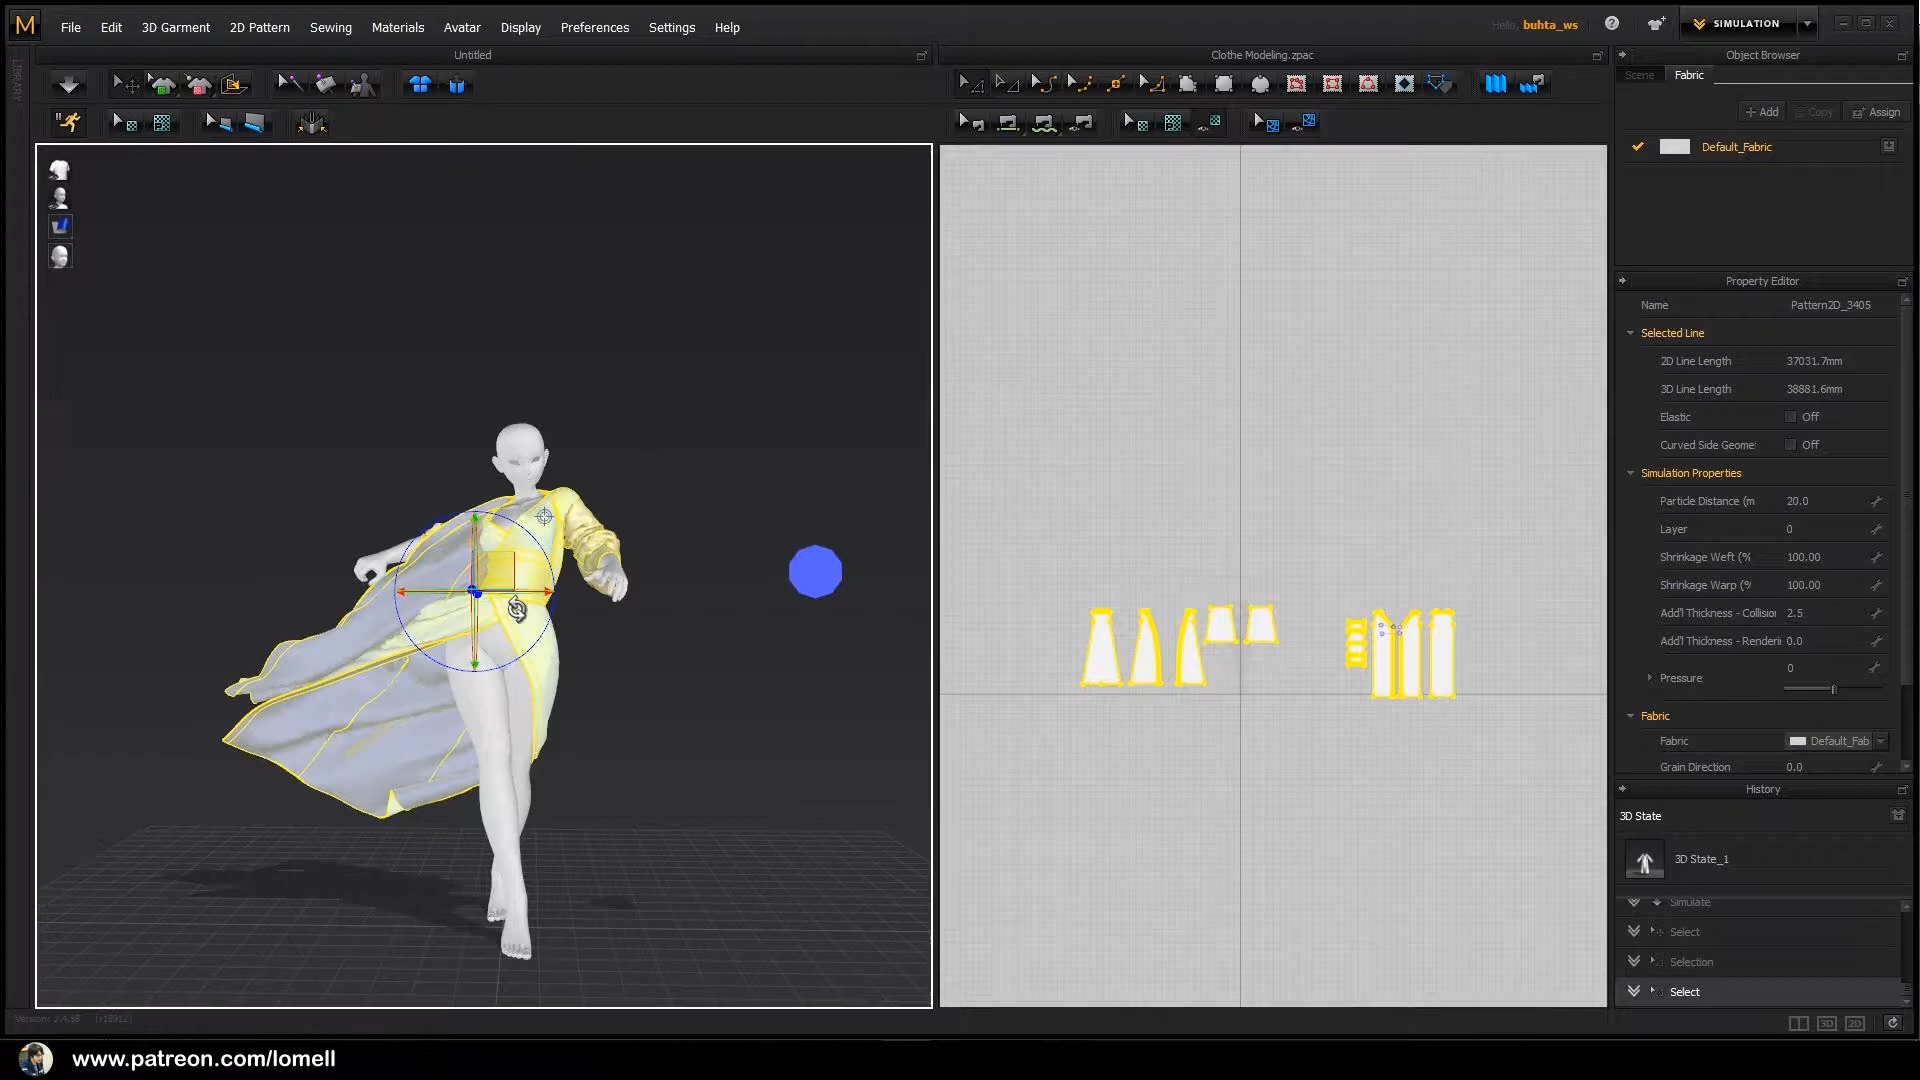 M File Edit 3D Garment 2D Pattern Sewing Materials Avatar Display Preferences Settings Help
Hello, buhta_ws ? SIMULATION
Untitled
Clothe Modeling.zpac
Object Browser
LIBRARY
Scene Fabric
+ Add Copy Assign
Default_Fabric
Property Editor
Name Pattern2D_3405
Selected Line
2D Line Length 37031.7mm
3D Line Length 38881.6mm
Elastic Off
Curved Side Geome Off
Simulation Properties
Particle Distance (m 20.0
Layer 0
Shrinkage Weft (% 100.00
Shrinkage Warp (% 100.00
Add'l Thickness - Collision 2.5
Add'l Thickness - Renderii 0.0
Pressure 0
Fabric
Fabric Default_Fab
Grain Direction 0.0
History
3D State
3D State_1
Simulate
Select
Selection
Select
3D 2D
www.patreon.com/lomell